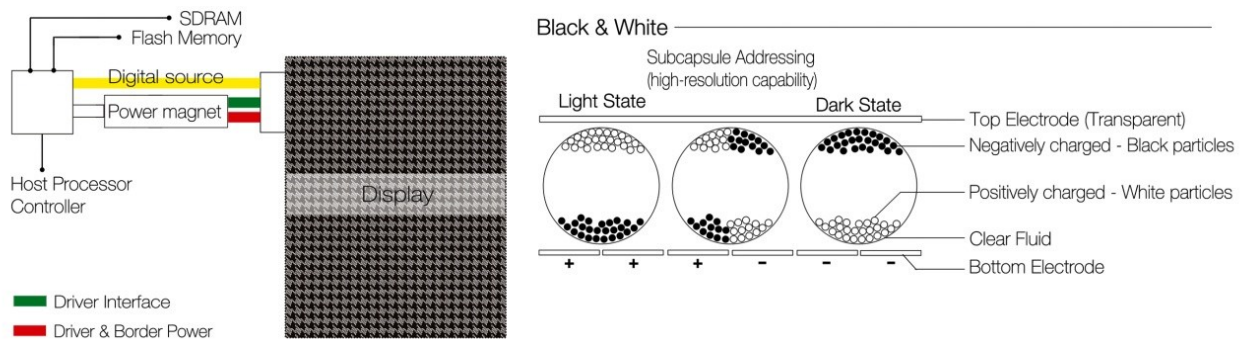 SDRAM
Flash Memory
Digital source
Power magnet
Host Processor
Controller
Display
Driver Interface
Driver & Border Power
Black & White
Subcapsule Addressing
(high-resolution capability)
Light State
Dark State
Top Electrode (Transparent)
Negatively charged - Black particles
Positively charged - White particles
Clear Fluid
Bottom Electrode
+ + + - - -